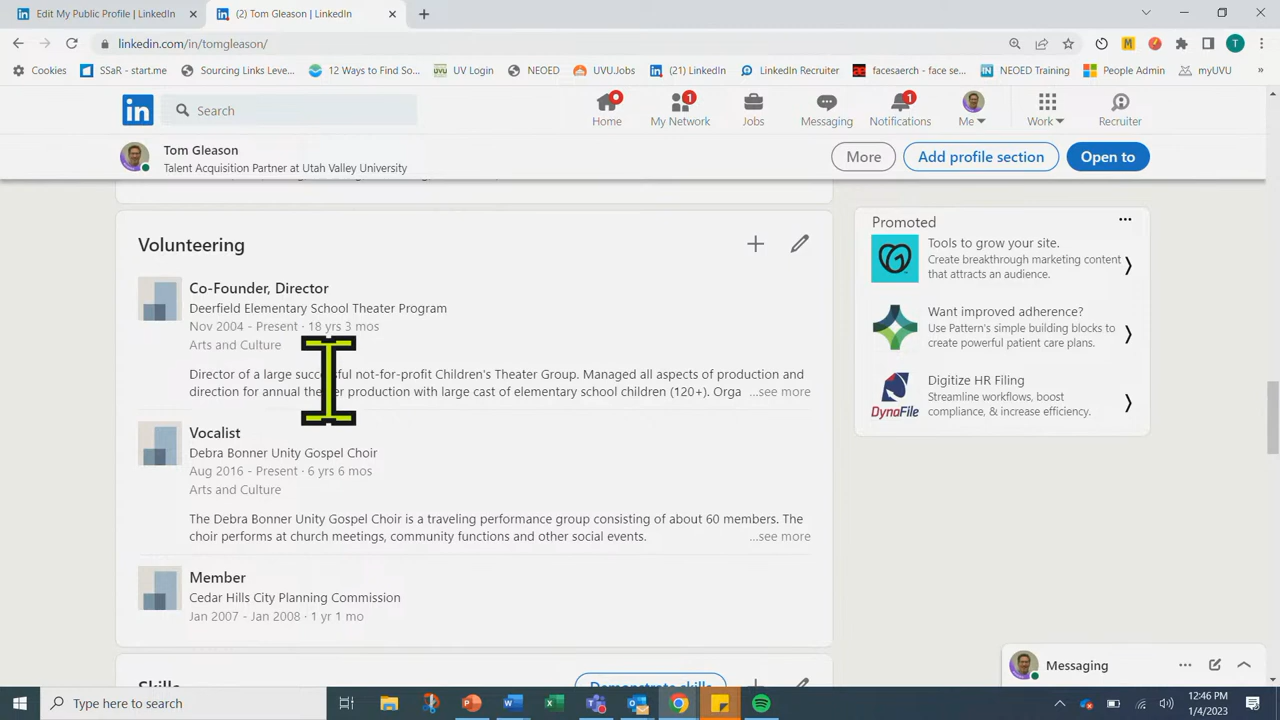 Edit My Public Profile | LinkedIn
(2) Tom Gleason | LinkedIn
linkedin.com/in/tomgleason/
Cookies
SSaR - start.me
Sourcing Links Level...
12 Ways to Find So...
UV Login
NEOED
UVU.Jobs
(21) LinkedIn
LinkedIn Recruiter
facesaerch - face se...
NEOED Training
People Admin
myUVU
Search
Home
1
My Network
Jobs
Messaging
1
Notifications
Me
Work
Recruiter
Tom Gleason
Talent Acquisition Partner at Utah Valley University
More
Add profile section
Open to
Volunteering
Co-Founder, Director
Deerfield Elementary School Theater Program
Nov 2004 - Present · 18 yrs 3 mos
Arts and Culture
Director of a large successful not-for-profit Children's Theater Group. Managed all aspects of production and
direction for annual theater production with large cast of elementary school children (120+). Orga ...see more
Vocalist
Debra Bonner Unity Gospel Choir
Aug 2016 - Present · 6 yrs 6 mos
Arts and Culture
The Debra Bonner Unity Gospel Choir is a traveling performance group consisting of about 60 members. The
choir performs at church meetings, community functions and other social events. ...see more
Member
Cedar Hills City Planning Commission
Jan 2007 - Jan 2008 · 1 yr 1 mo
Skills
Demonstrate skills
Promoted
Tools to grow your site.
Create breakthrough marketing content
that attracts an audience.
Want improved adherence?
Use Pattern's simple building blocks to
create powerful patient care plans.
Digitize HR Filing
Streamline workflows, boost
compliance, & increase efficiency.
DynaFile
Messaging
Type here to search
12:46 PM
1/4/2023